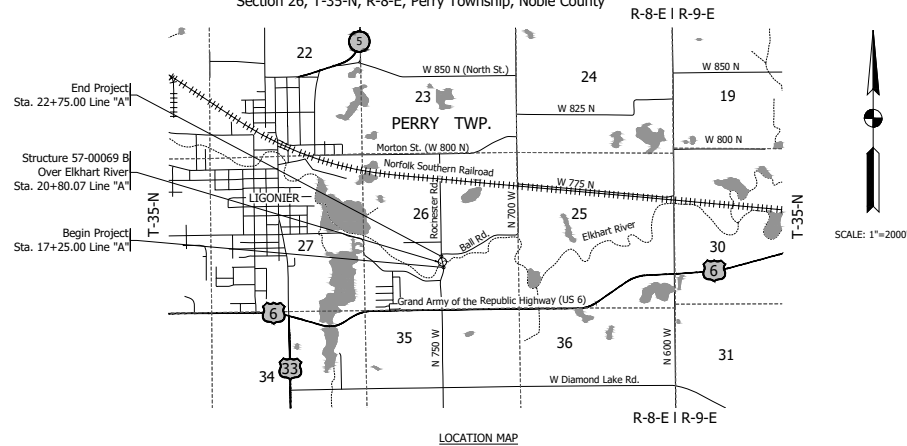 Section 26, T-35-N, R-8-E, Perry Township, Noble County
R-8-E | R-9-E
5
22
W 850 N (North St.)
24
W 850 N
End Project
Sta. 22+75.00 Line "A"
23
19
W 825 N
PERRY TWP.
Structure 57-00069 B
Over Elkhart River
Sta. 20+80.07 Line "A"
Morton St. (W 800 N)
W 800 N
Norfolk Southern Railroad
W 775 N
T-35-N
LIGONIER
Rochester Rd.
N 700 W
26
25
T-35-N
SCALE: 1"=2000'
Begin Project
Sta. 17+25.00 Line "A"
27
Ball Rd.
Elkhart River
30
6
Grand Army of the Republic Highway (US 6)
6
35
N 750 W
36
N 600 W
31
33
34
W Diamond Lake Rd.
R-8-E | R-9-E
LOCATION MAP